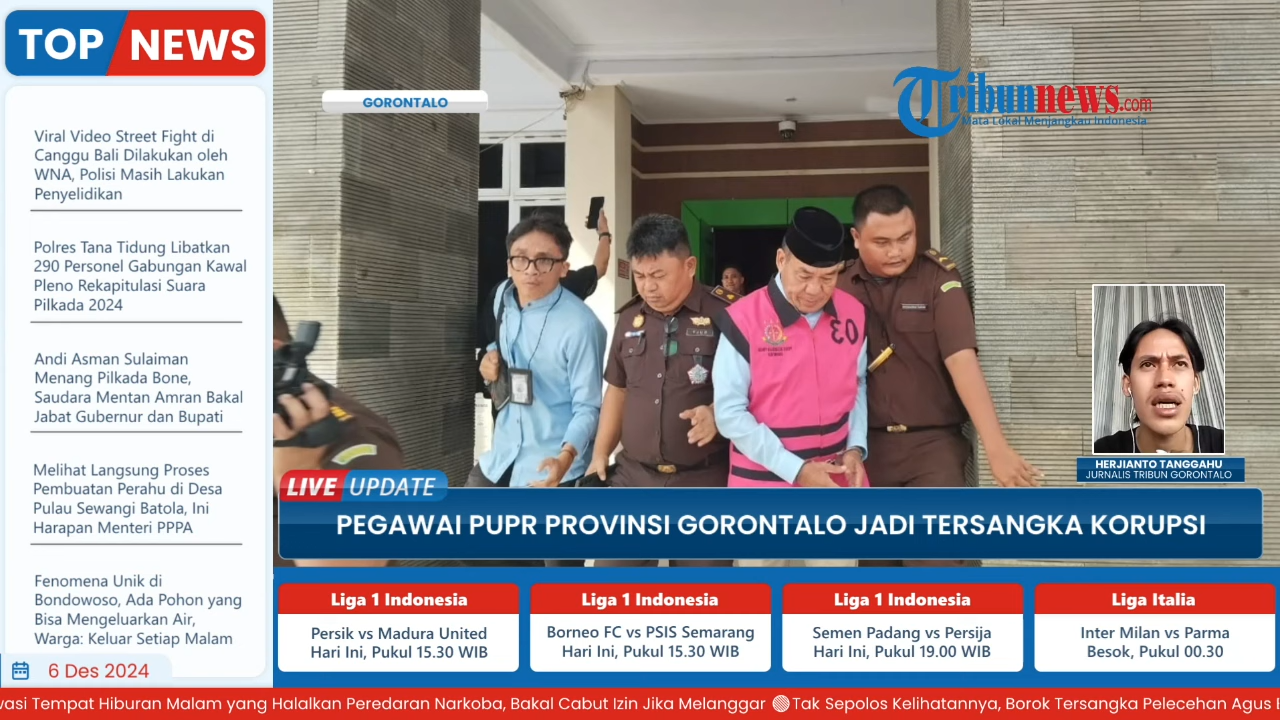 TOP NEWS
Viral Video Street Fight di
Canggu Bali Dilakukan oleh
WNA, Polisi Masih Lakukan
Penyelidikan
Polres Tana Tidung Libatkan
290 Personel Gabungan Kawal
Pleno Rekapitulasi Suara
Pilkada 2024
Andi Asman Sulaiman
Menang Pilkada Bone,
Saudara Mentan Amran Bakal
Jabat Gubernur dan Bupati
Melihat Langsung Proses
Pembuatan Perahu di Desa
Pulau Sewangi Batola, Ini
Harapan Menteri PPPA
Fenomena Unik di
Bondowoso, Ada Pohon yang
Bisa Mengeluarkan Air,
Warga: Keluar Setiap Malam
6 Des 2024
GORONTALO
Tribunnews.com
Mata Lokal Menjangkau Indonesia
03
HERJIANTO TANGGAHU
JURNALIS TRIBUN GORONTALO
LIVE UPDATE
PEGAWAI PUPR PROVINSI GORONTALO JADI TERSANGKA KORUPSI
Liga 1 Indonesia
Persik vs Madura United
Hari Ini, Pukul 15.30 WIB
Liga 1 Indonesia
Borneo FC vs PSIS Semarang
Hari Ini, Pukul 15.30 WIB
Liga 1 Indonesia
Semen Padang vs Persija
Hari Ini, Pukul 19.00 WIB
Liga Italia
Inter Milan vs Parma
Besok, Pukul 00.30
wasi Tempat Hiburan Malam yang Halalkan Peredaran Narkoba, Bakal Cabut Izin Jika Melanggar Tak Sepolos Kelihatannya, Borok Tersangka Pelecehan Agus